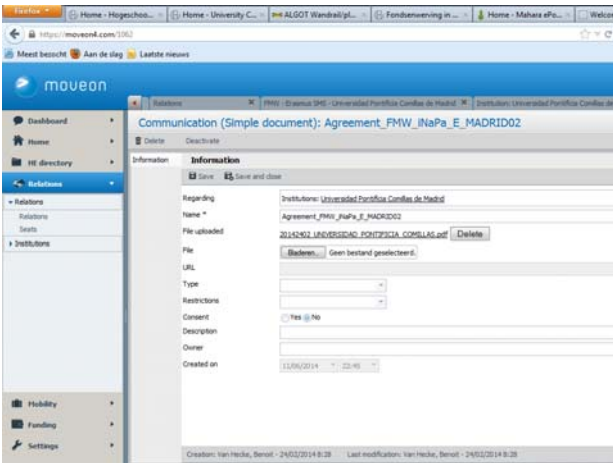 Firefox
Home - Hogeschoo...
Home - University C...
ALGOT Wandrail/pl...
Fondsenwerving in ...
Home - Mahara ePo...
Welcor
https://moveon4.com/1062
Meest bezocht
Aan de slag
Laatste nieuws
moveon
Relations
FMW - Erasmus SMS - Universidad Pontificia Comillas de Madrid
Institution: Universidad Pontificia Comillas de
Dashboard
Communication (Simple document): Agreement_FMW_iNaPa_E_MADRID02
Home
Delete
Deactivate
HE directory
Information
Information
Relations
Save
Save and close
Relations
Regarding
Institutions: Universidad Pontificia Comillas de Madrid
Relations
Name *
Agreement_FMW_iNaPa_E_MADRID02
Seats
File uploaded
20142402_UNIVERSIDAD_PONTIFICIA_COMILLAS.pdf
Delete
Institutions
File
Bladeren...
Geen bestand geselecteerd.
URL
Type
Restrictions
Consent
Yes
No
Description
Owner
Created on
11/06/2014
22:45
Mobility
Funding
Settings
Creation: Van Hecke, Benoit - 24/02/2014 8:28
Last modification: Van Hecke, Benoit - 24/02/2014 8:28